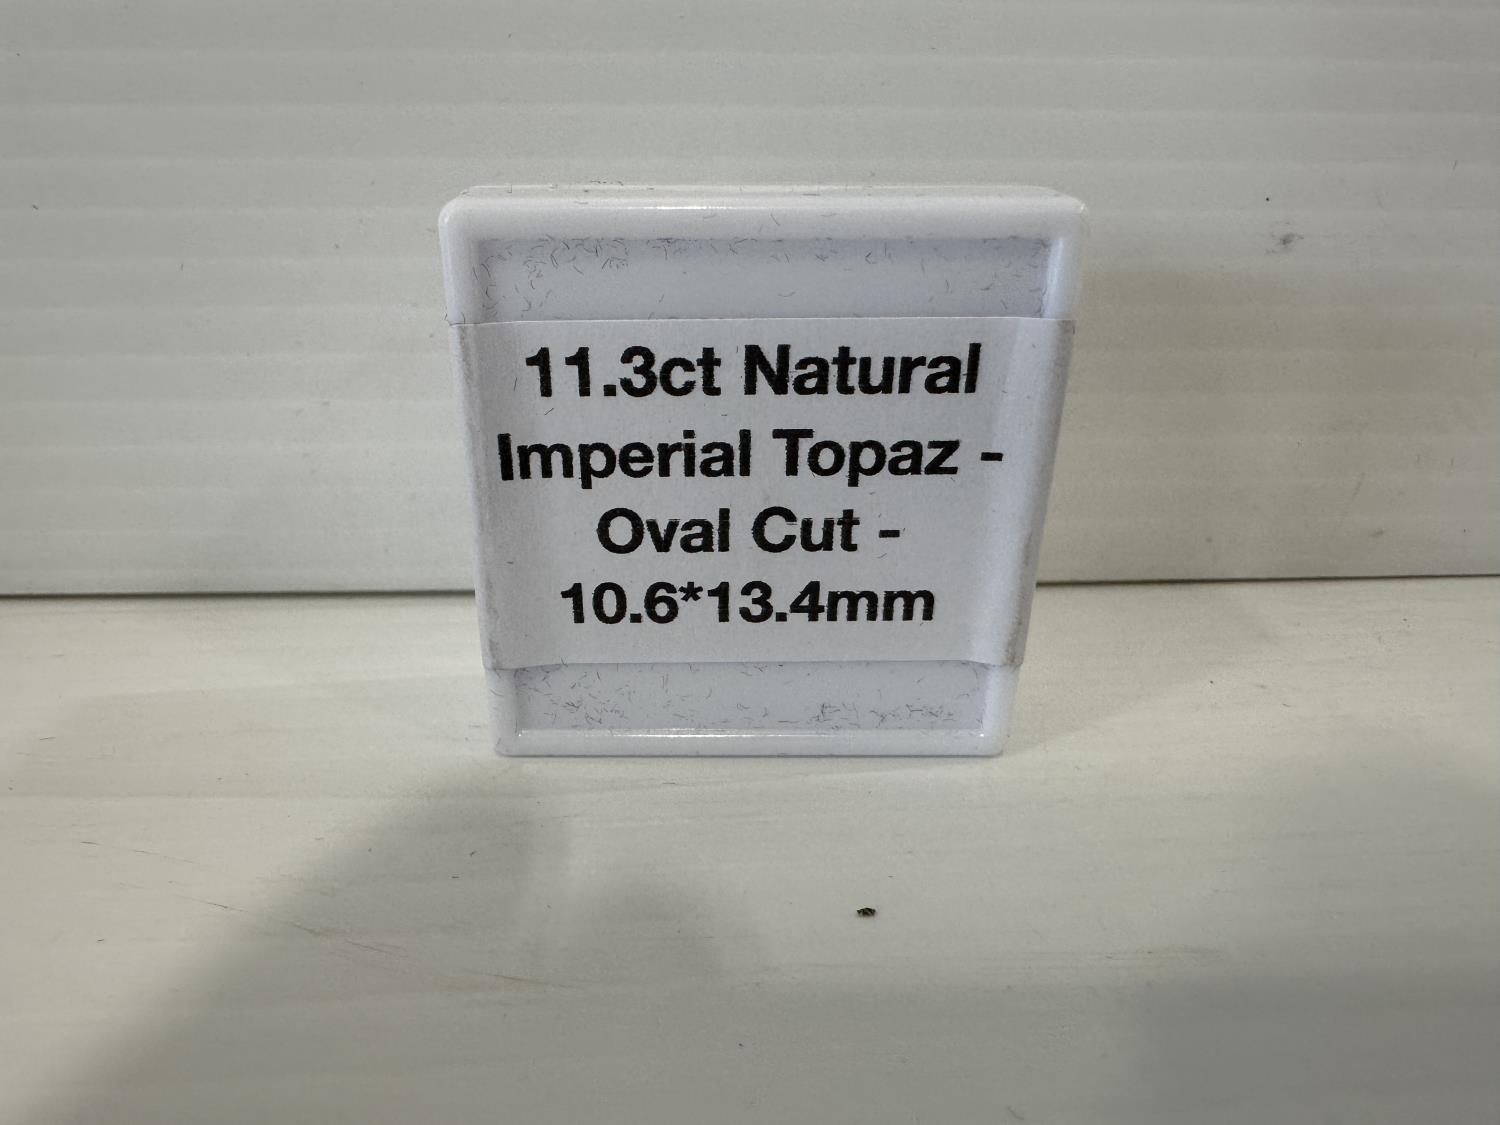 11.3ct Natural
Imperial Topaz -
Oval Cut -
10.6*13.4mm